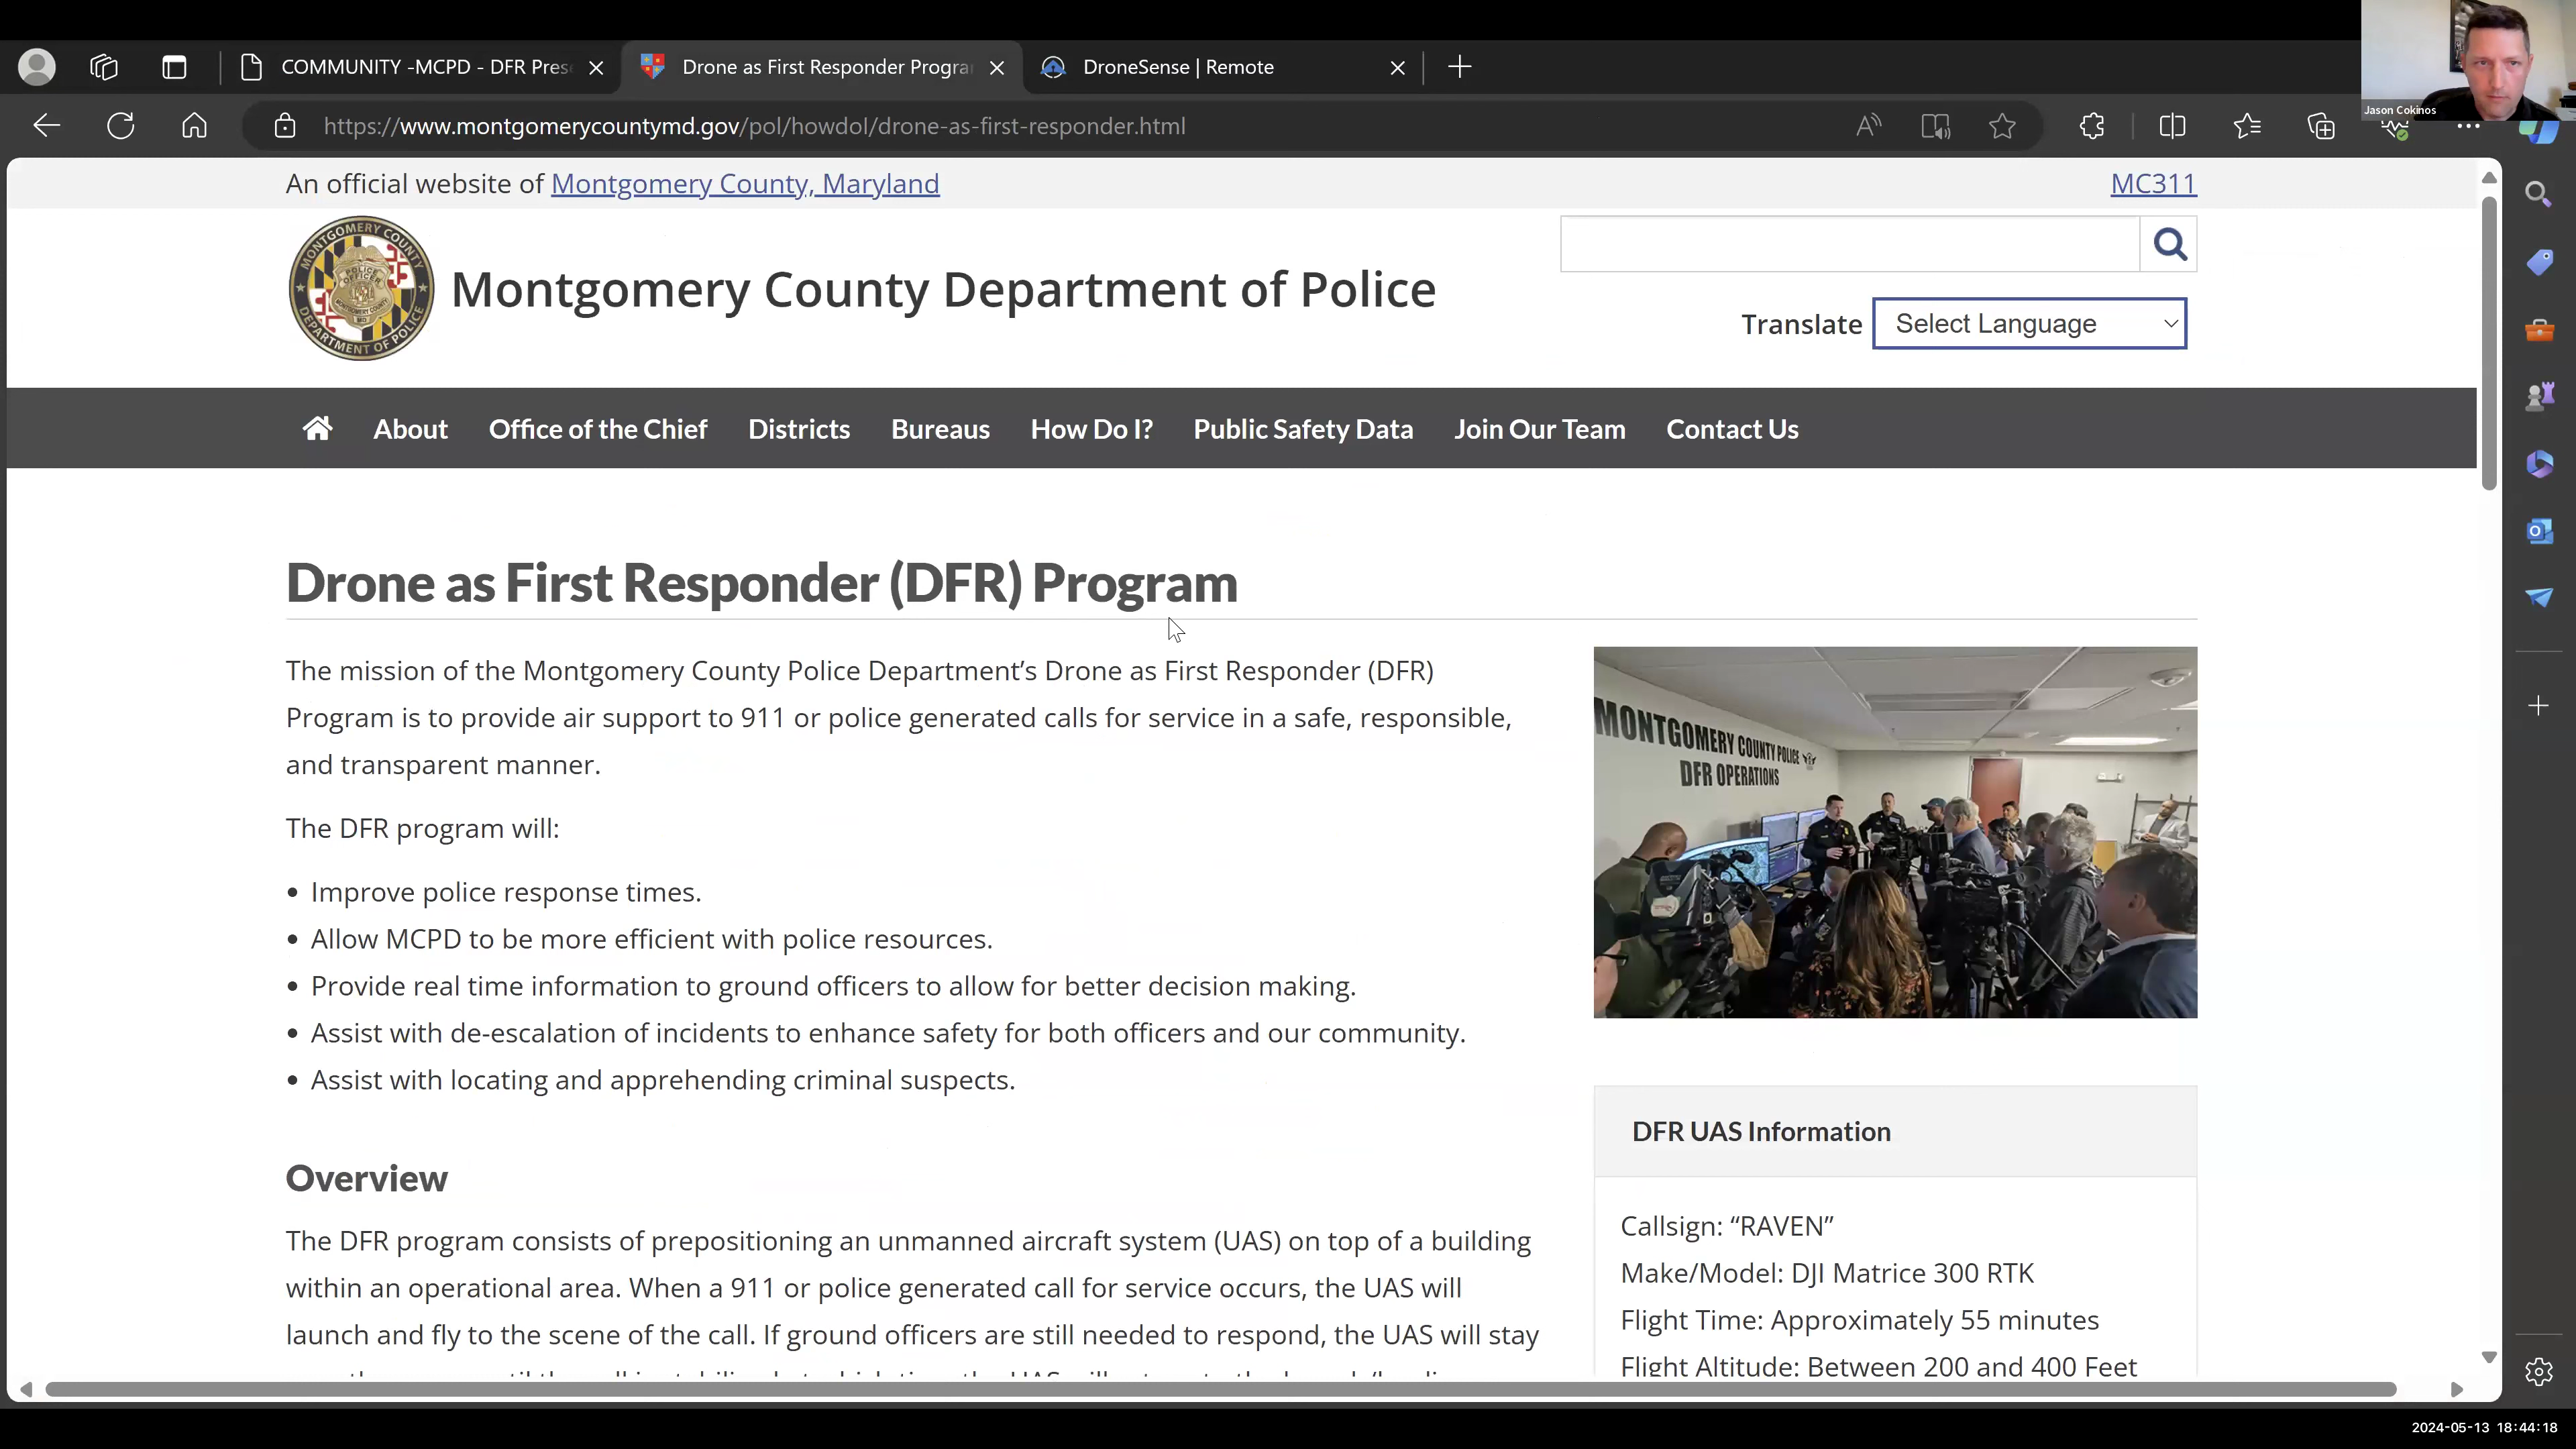 COMMUNITY -MCPD - DFR Pres
Drone as First Responder Progra
DroneSense | Remote
Jason Cokinos
https://www.montgomerycountymd.gov/pol/howdoI/drone-as-first-responder.html
An official website of Montgomery County, Maryland
MC311
MONTGOMERY COUNTY
POLICE OFFICER
DEPARTMENT OF POLICE
Montgomery County Department of Police
Translate Select Language
About Office of the Chief Districts Bureaus How Do I? Public Safety Data Join Our Team Contact Us
Drone as First Responder (DFR) Program
The mission of the Montgomery County Police Department’s Drone as First Responder (DFR)
Program is to provide air support to 911 or police generated calls for service in a safe, responsible,
and transparent manner.
The DFR program will:
• Improve police response times.
• Allow MCPD to be more efficient with police resources.
• Provide real time information to ground officers to allow for better decision making.
• Assist with de-escalation of incidents to enhance safety for both officers and our community.
• Assist with locating and apprehending criminal suspects.
MONTGOMERY COUNTY POLICE
DFR OPERATIONS
Overview
The DFR program consists of prepositioning an unmanned aircraft system (UAS) on top of a building
within an operational area. When a 911 or police generated call for service occurs, the UAS will
launch and fly to the scene of the call. If ground officers are still needed to respond, the UAS will stay
DFR UAS Information
Callsign: “RAVEN”
Make/Model: DJI Matrice 300 RTK
Flight Time: Approximately 55 minutes
Flight Altitude: Between 200 and 400 Feet
2024-05-13 18:44:18